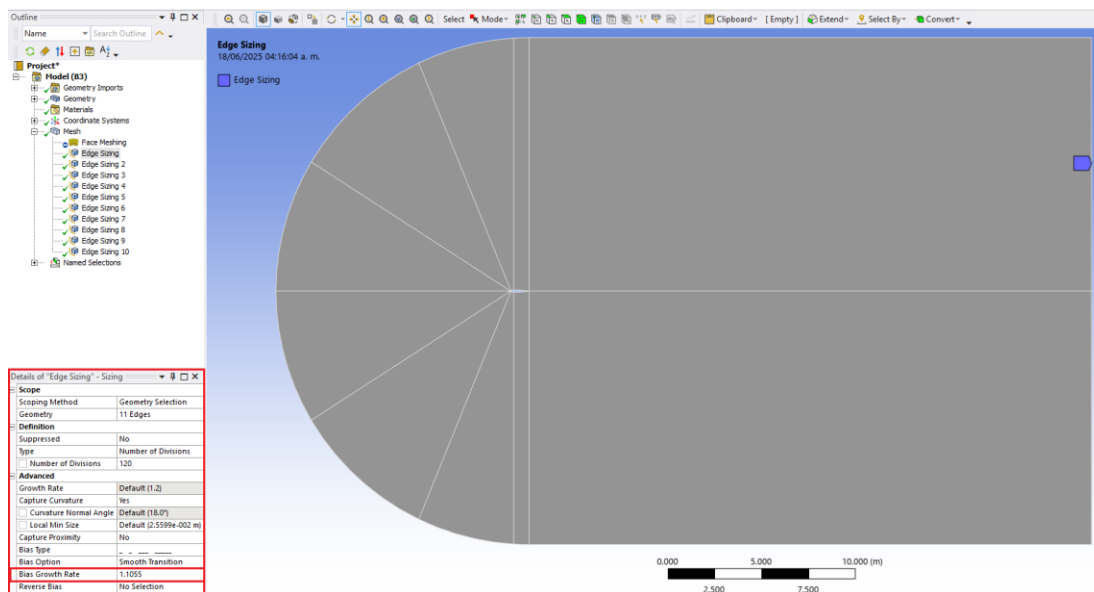 Outline
Name Search Outline
Project*
Model (B3)
Geometry Imports
Geometry
Materials
Coordinate Systems
Mesh
Face Meshing
Edge Sizing
Edge Sizing 2
Edge Sizing 3
Edge Sizing 4
Edge Sizing 5
Edge Sizing 6
Edge Sizing 7
Edge Sizing 8
Edge Sizing 9
Edge Sizing 10
Named Selections
Select Mode Clipboard [ Empty ] Extend Select By Convert
Edge Sizing
18/06/2025 04:16:04 a. m.
Edge Sizing
0.000 5.000 10.000 (m)
2.500 7.500
Details of "Edge Sizing" - Sizing
Scope
Scoping Method Geometry Selection
Geometry 11 Edges
Definition
Suppressed No
Type Number of Divisions
Number of Divisions 120
Advanced
Growth Rate Default (1.2)
Capture Curvature Yes
Curvature Normal Angle Default (18.0°)
Local Min Size Default (2.5599e-002 m)
Capture Proximity No
Bias Type _ _ __ ___ ____
Bias Option Smooth Transition
Bias Growth Rate 1.1055
Reverse Bias No Selection